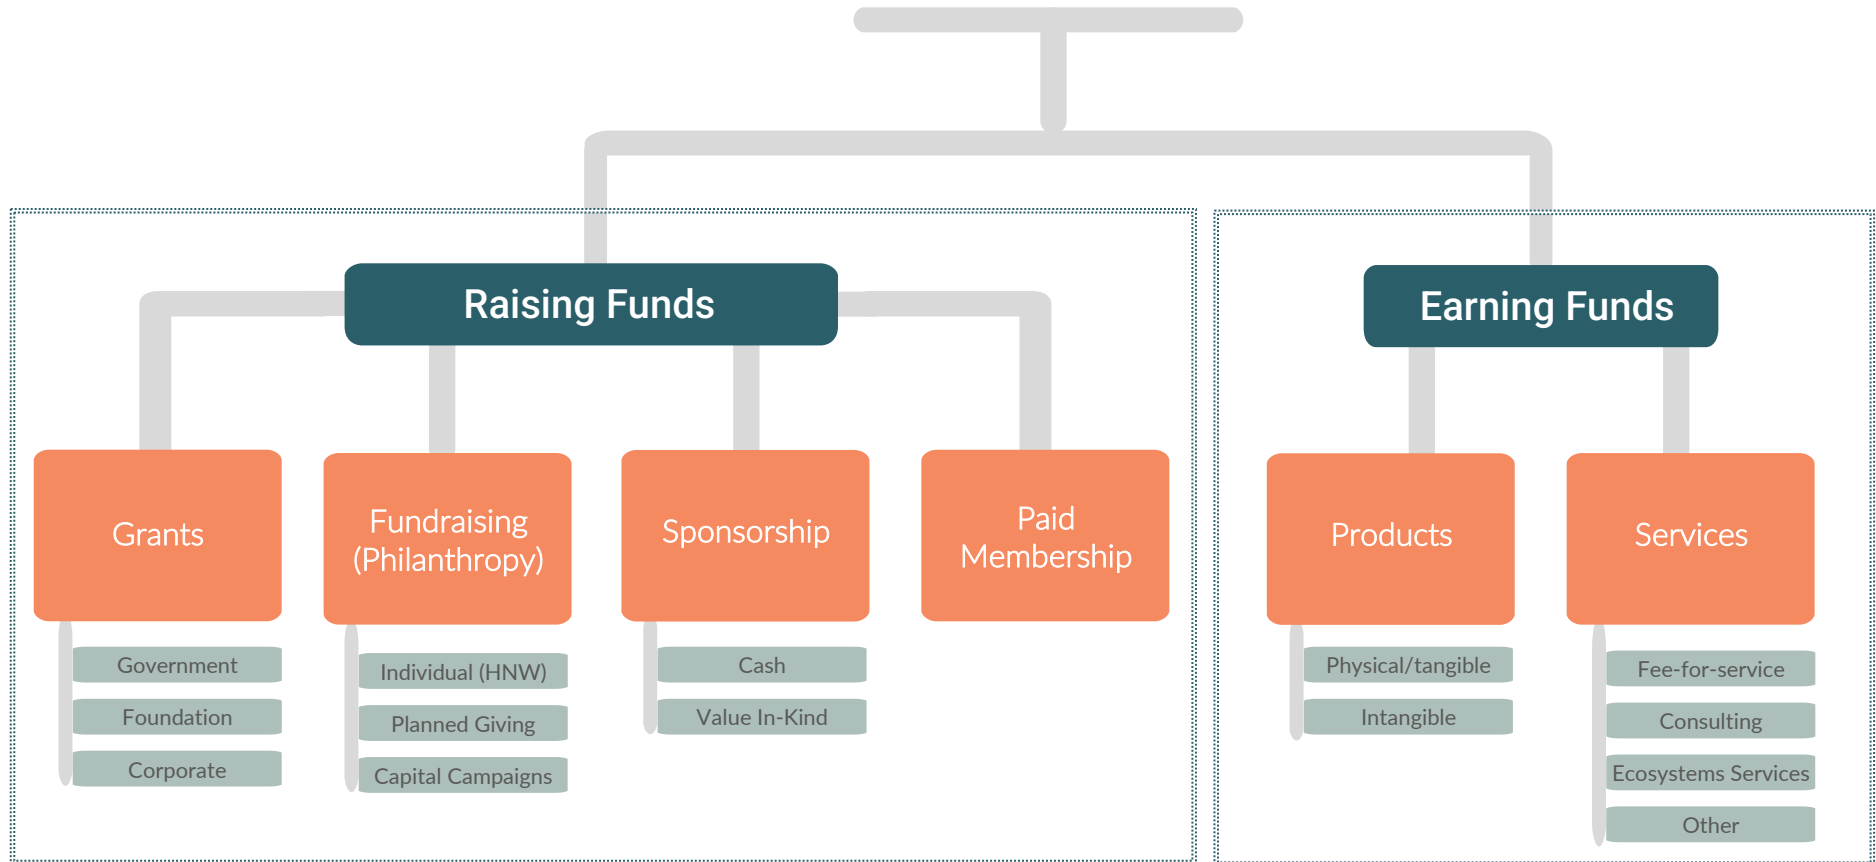 Raising Funds
Earning Funds
Grants
Fundraising
(Philanthropy)
Sponsorship
Paid
Membership
Products
Services
Government
Foundation
Corporate
Individual (HNW)
Planned Giving
Capital Campaigns
Cash
Value In-Kind
Physical/tangible
Intangible
Fee-for-service
Consulting
Ecosystems Services
Other